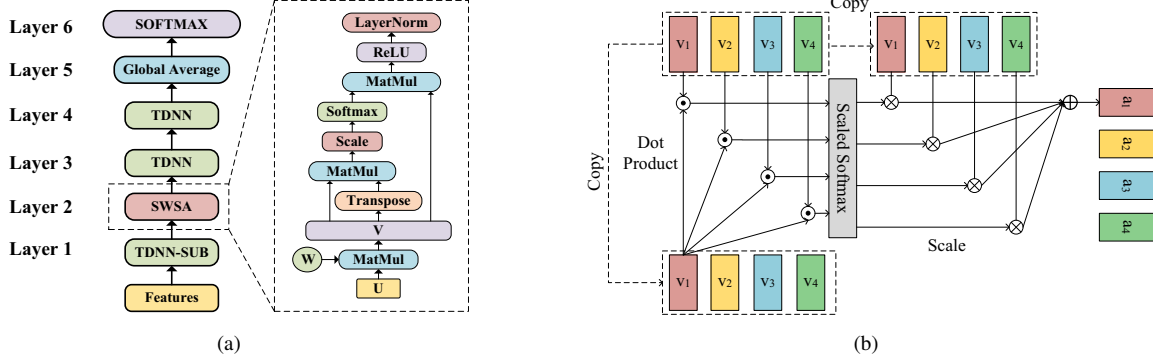 Layer 6
SOFTMAX
Layer 5
Global Average
Layer 4
TDNN
Layer 3
TDNN
Layer 2
SWSA
Layer 1
TDNN-SUB
Features
LayerNorm
ReLU
MatMul
Softmax
Scale
MatMul
Transpose
V
W
MatMul
U
(a)
Copy
v1
v2
v3
v4
v1
v2
v3
v4
Copy
Dot
Product
Scaled Softmax
Scale
a1
a2
a3
a4
v1
v2
v3
v4
(b)